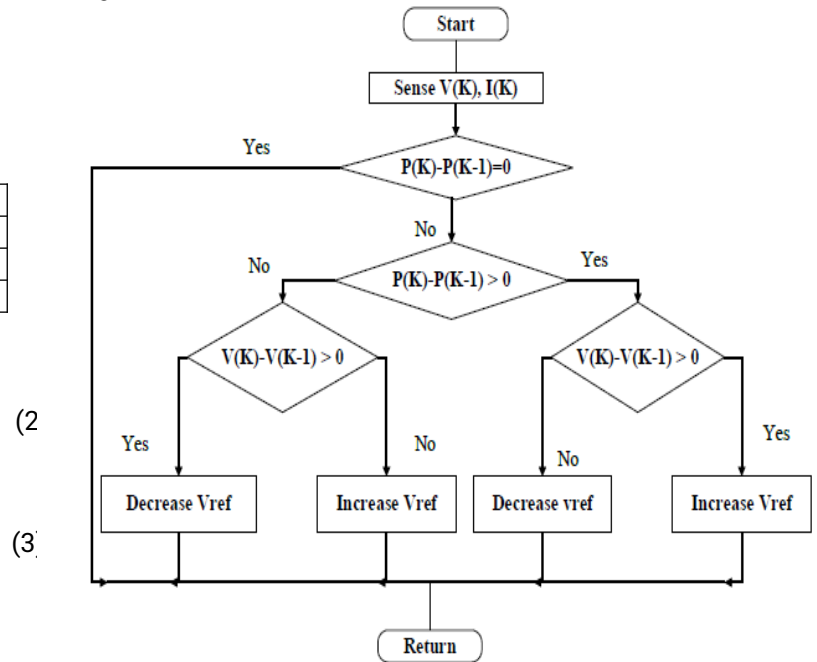 Start
Sense V(K), I(K)
Yes
P(K)-P(K-1)=0
No
No
Yes
P(K)-P(K-1) > 0
V(K)-V(K-1) > 0
V(K)-V(K-1) > 0
(2
Yes
No
No
Yes
Decrease Vref
Increase Vref
Decrease vref
Increase Vref
(3)
Return